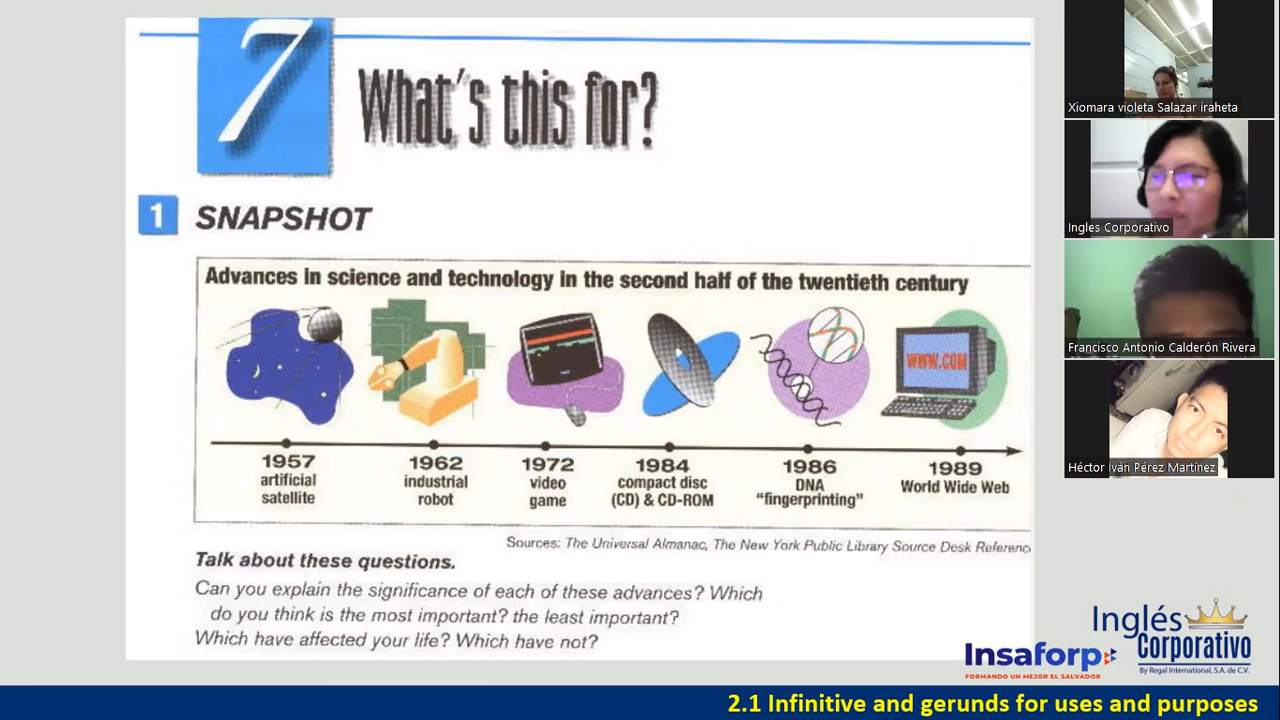 7
What's this for?
1 SNAPSHOT
Advances in science and technology in the second half of the twentieth century
WWW.COM
1957
artificial
satellite
1962
industrial
robot
1972
video
game
1984
compact disc
(CD) & CD-ROM
1986
DNA
"fingerprinting"
1989
World Wide Web
Sources: The Universal Almanac, The New York Public Library Source Desk Referenc
Talk about these questions.
Can you explain the significance of each of these advances? Which
do you think is the most important? the least important?
Which have affected your life? Which have not?
Xiomara violeta Salazar iraheta
Ingles Corporativo
Francisco Antonio Calderón Rivera
Héctor Iván Pérez Martínez
Insaforp
FORMANDO UN MEJOR EL SALVADOR
Inglés
Corporativo
By Regal International, S.A. de C.V.
2.1 Infinitive and gerunds for uses and purposes